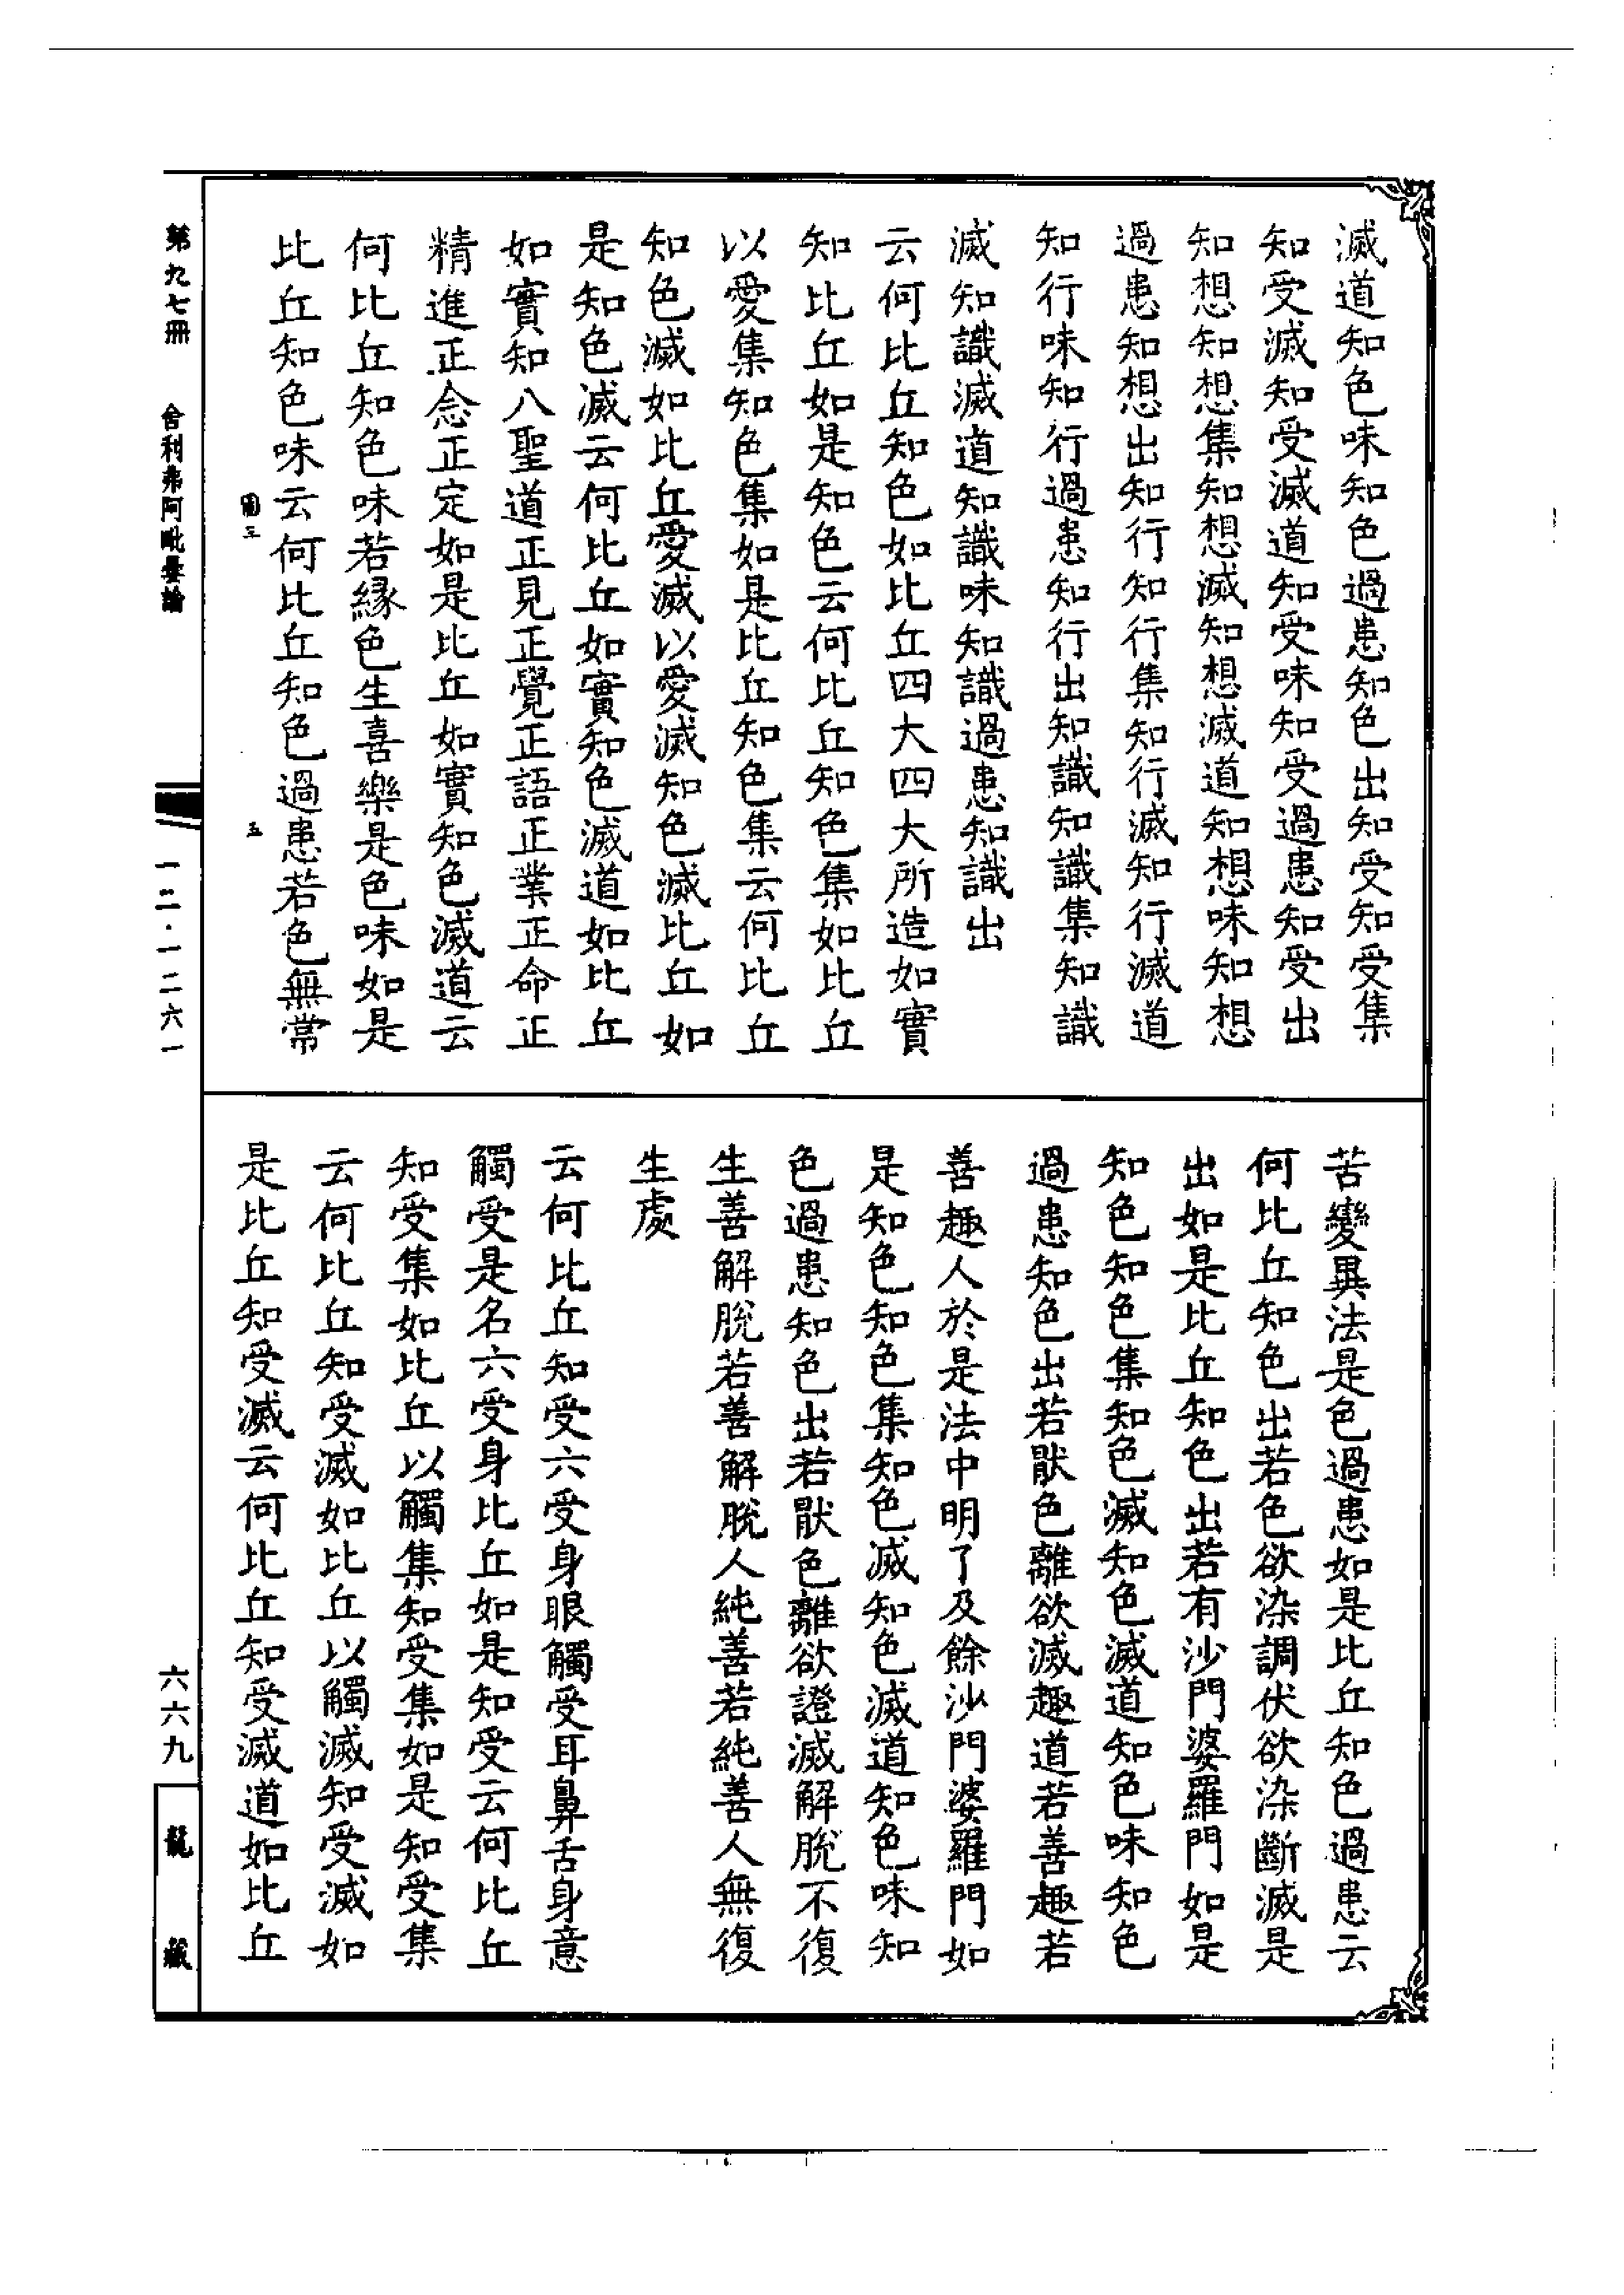 滅道知色味知色過患知色出知受知受集
知受滅知受滅道知受味知受過患知受出
知想知想集知想滅知想滅道知想味知想
過患知想出知行知行集知行滅知行滅道
知行味知行過患知行出知識知識集知識
滅知識滅道知識味知識過患知識出
云何比丘知色如比丘四大四大所造如實
知比丘如是知色云何比丘知色集如比丘
以愛集知色集如是比丘知色集云何比丘
知色滅如比丘愛滅以愛滅知色滅比丘如
是知色滅云何比丘如實知色滅道如比丘
如實知八聖道正見正覺正語正業正命正
精進正念正定如是比丘如實知色滅道云
何比丘知色味若縁色生喜樂是色味如是
比丘知色味云何比丘知色過患若色無常
圖三 五
苦變異法是色過患如是比丘知色過患云
何比丘知色出若色欲染調伏欲染斷滅是
出如是比丘知色出若有沙門婆羅門如是
知色知色集知色滅知色滅道知色味知色
過患知色出若猒色離欲滅趣道若善趣若
善趣人於是法中明了及餘沙門婆羅門如
是知色知色集知色滅知色滅道知色味知
色過患知色出若猒色離欲證滅解脫不復
生善解脫若善解脫人純善若純善人無復
生處
云何比丘知受六受身眼觸受耳鼻舌身意
觸受是名六受身比丘如是知受云何比丘
知受集如比丘以觸集知受集如是知受集
云何比丘知受滅如比丘以觸滅知受滅如
是比丘知受滅云何比丘知受滅道如比丘
第九七冊 舍利弗阿毗曇論 一二·一二六一 六六九 龍藏